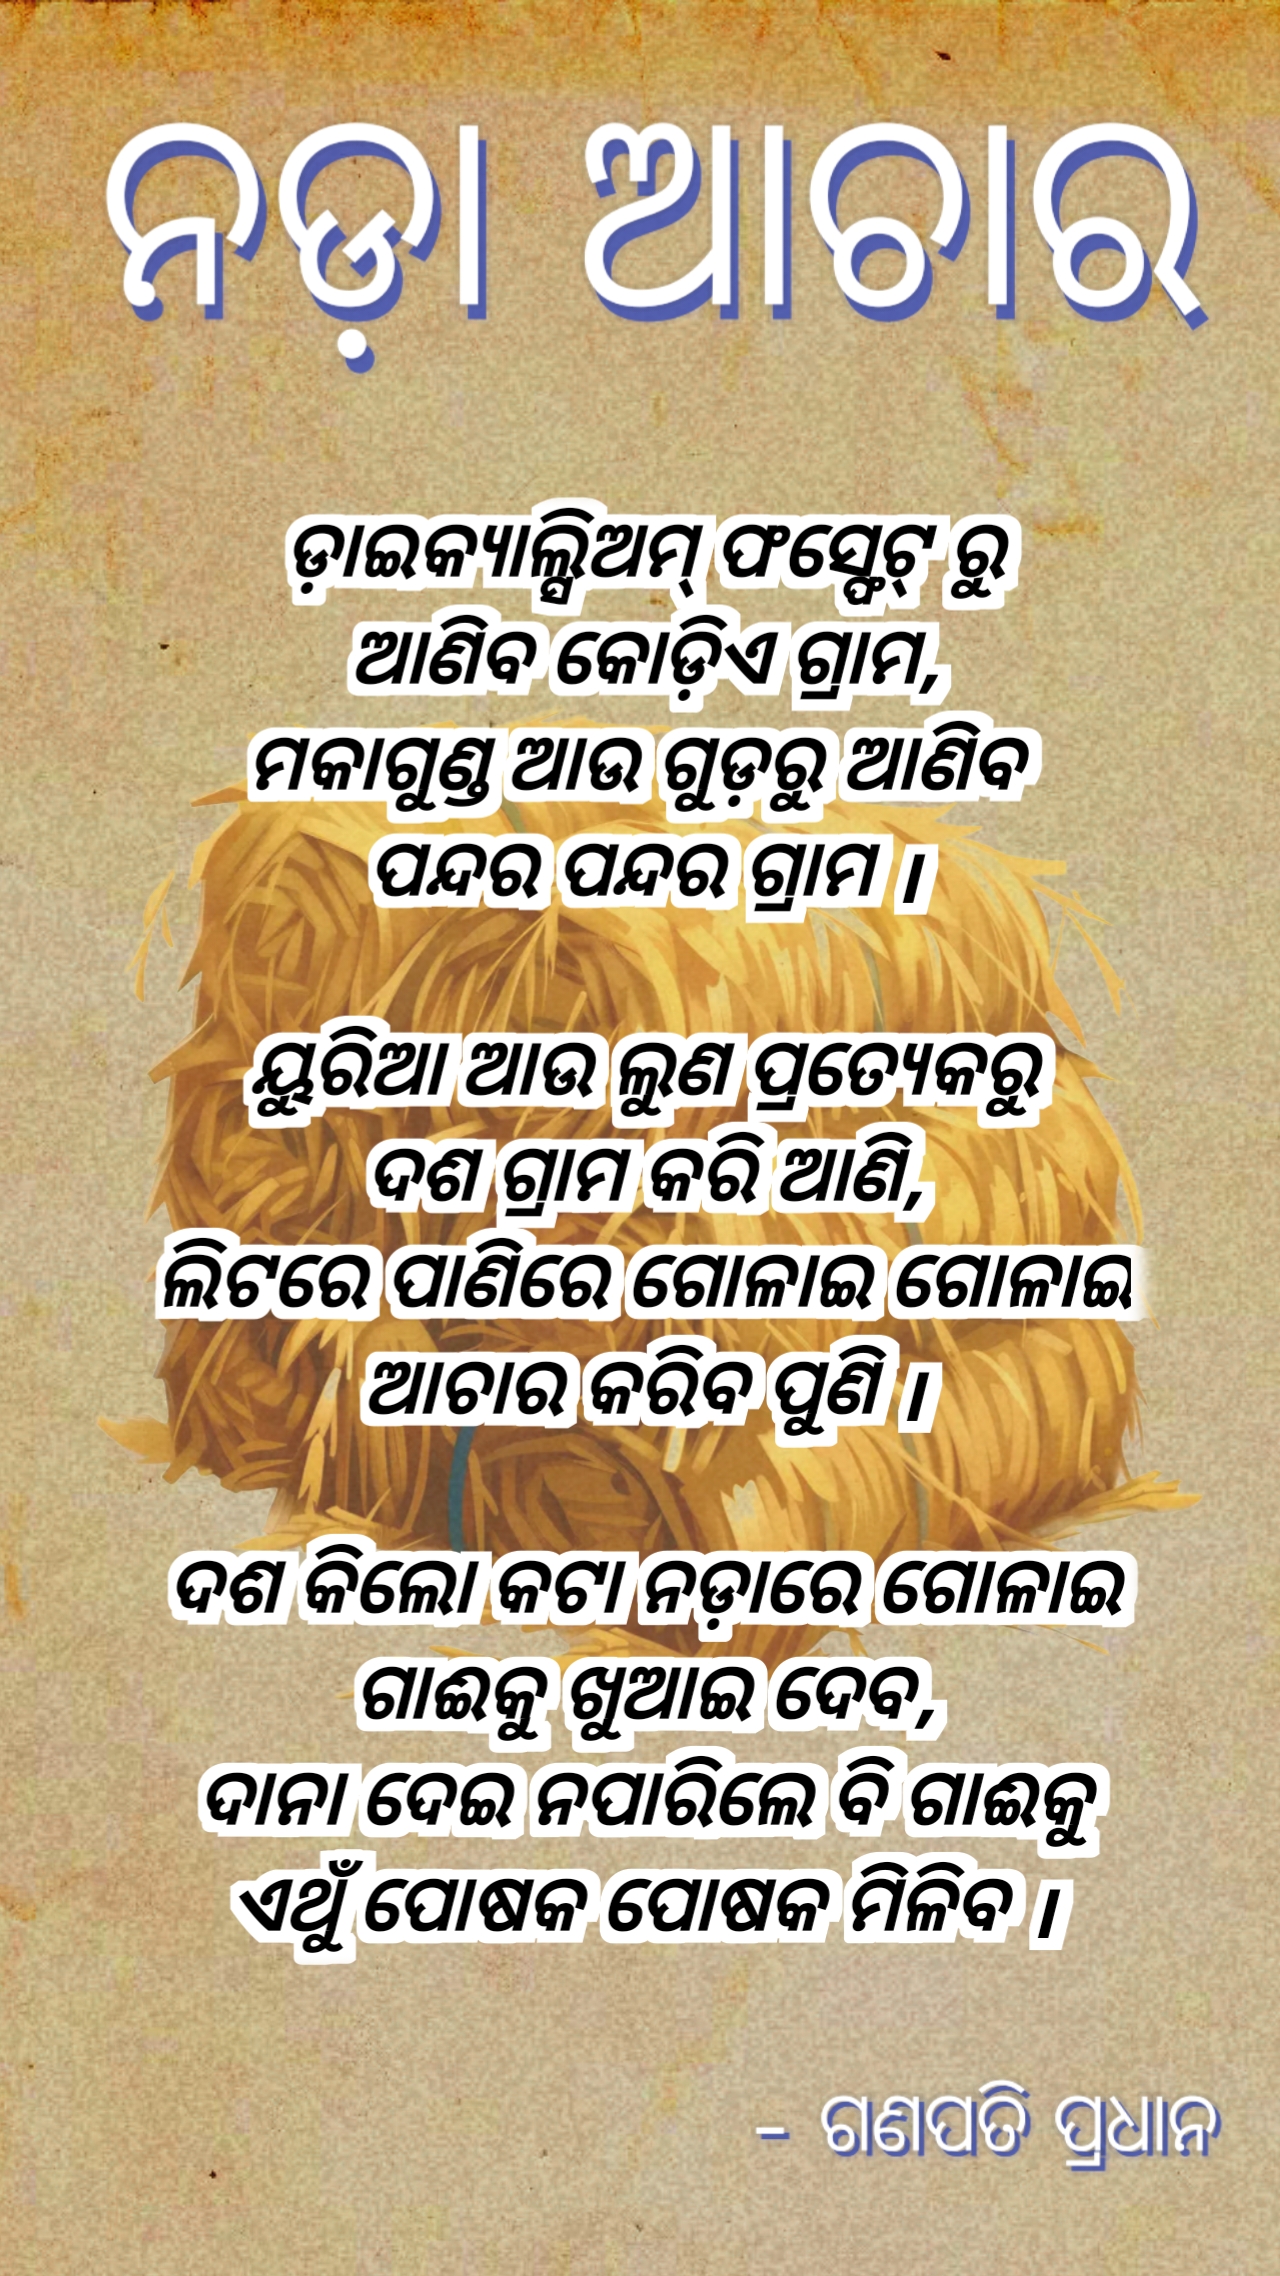 ନଡ଼ା ଆଚାର
ଡ଼ାଇକ୍ୟାଲ୍ସିଅମ୍ ଫସ୍ଫେଟ୍ ରୁ
ଆଣିବ କୋଡ଼ିଏ ଗ୍ରାମ,
ମକାଗୁଣ୍ଡ ଆଉ ଗୁଡ଼ରୁ ଆଣିବ
ପନ୍ଦର ପନ୍ଦର ଗ୍ରାମ ।
ୟୁରିଆ ଆଉ ଲୁଣ ପ୍ରତ୍ୟେକରୁ
ଦଶ ଗ୍ରାମ କରି ଆଣି,
ଲିଟରେ ପାଣିରେ ଗୋଳାଇ ଗୋଳାଇ
ଆଚାର କରିବ ପୁଣି ।
ଦଶ କିଲୋ କଟା ନଡ଼ାରେ ଗୋଳାଇ
ଗାଈକୁ ଖୁଆଇ ଦେବ,
ଦାନା ଦେଇ ନପାରିଲେ ବି ଗାଈକୁ
ଏଥୁଁ ପୋଷକ ପୋଷକ ମିଳିବ ।
- ଗଣପତି ପ୍ରଧାନ